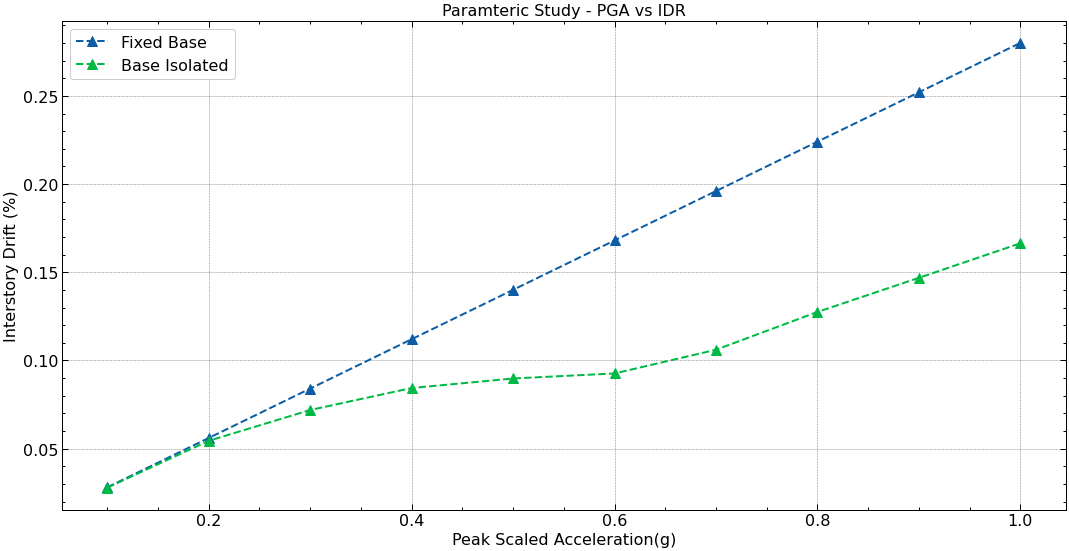 Paramteric Study - PGA vs IDR
Fixed Base
Base Isolated
Interstory Drift (%)
0.25
0.20
0.15
0.10
0.05
0.2 0.4 0.6 0.8 1.0
Peak Scaled Acceleration(g)